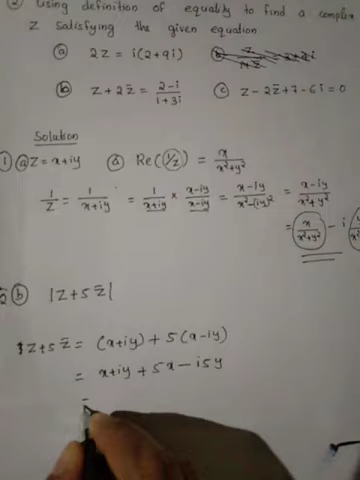 ② Using definition of equality to find a complex
Z satisfying the given equation
ⓐ 2Z = i(2+9i)
ⓑ Z + 2z̄ = (2-i)/(1+3i) ⓒ Z - 2z̄ + 7 - 6i = 0
Solution
① ⓐ Z = x+iy & Re(1/z) = x/(x²+y²)
1/z = 1/(x+iy) = 1/(x+iy) × (x-iy)/(x-iy) = (x-iy)/(x²-(iy)²) = (x-iy)/(x²+y²)
= x/(x²+y²) - i
ⓑ |Z+5z̄|
Z+5z̄ = (x+iy) + 5(x-iy)
= x+iy + 5x - i5y
=